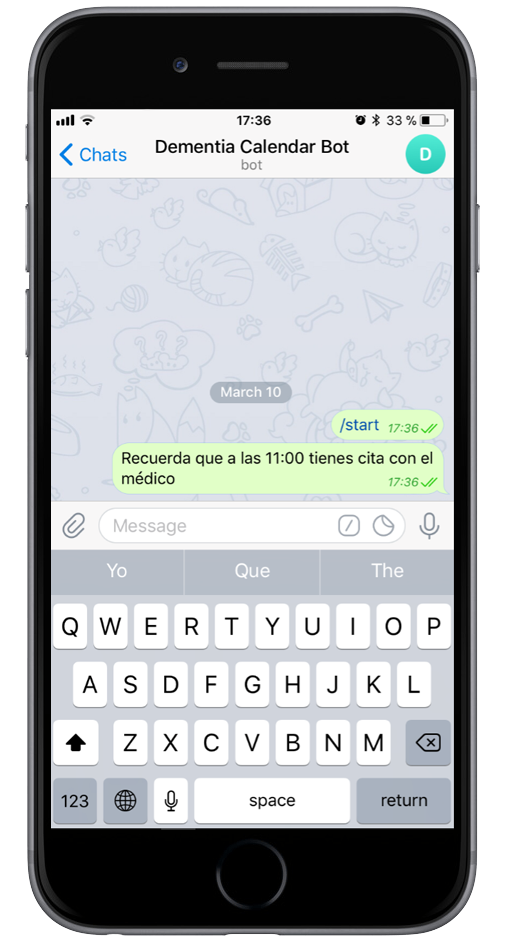 17:36
33 %
Chats
Dementia Calendar Bot
bot
D
March 10
/start 17:36
Recuerda que a las 11:00 tienes cita con el
médico 17:36
Message
Yo Que The
Q W E R T Y U I O P
A S D F G H J K L
Z X C V B N M
123 space return